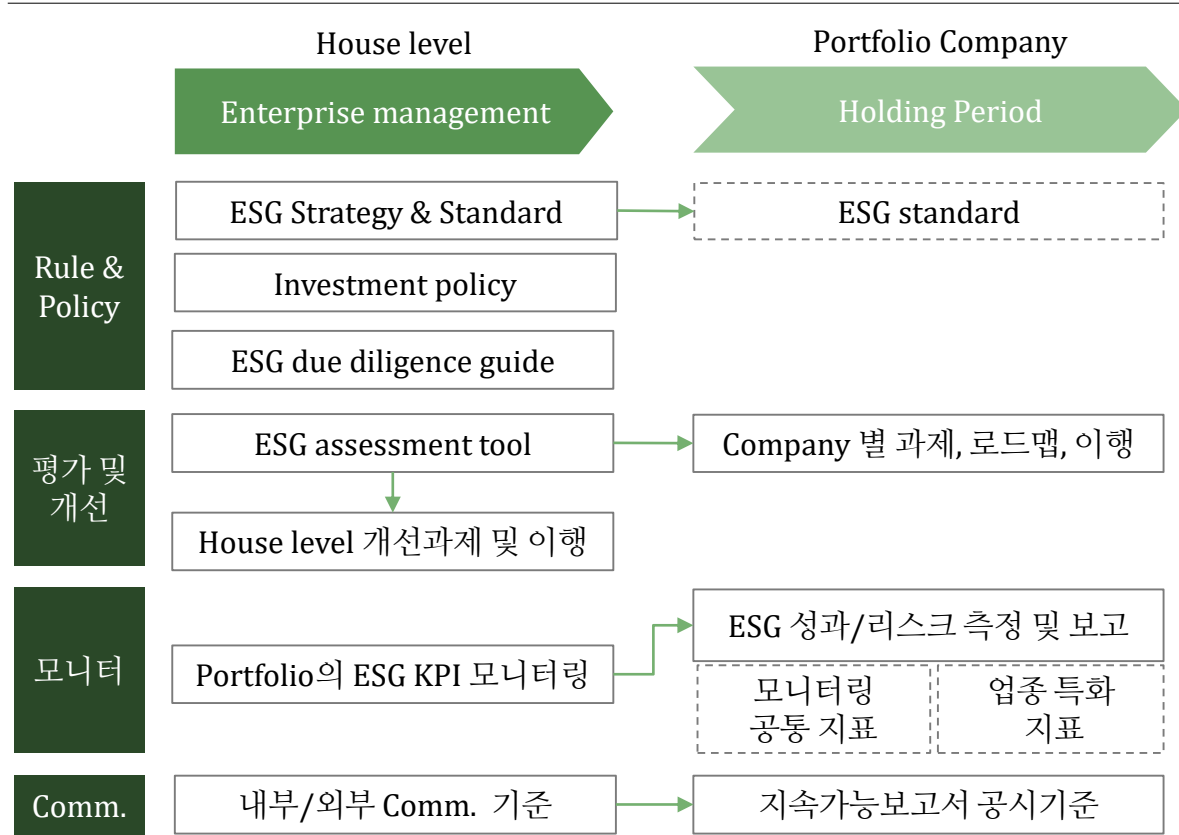 House level
Portfolio Company
Enterprise management
Holding Period
Rule &
Policy
ESG Strategy & Standard
ESG standard
Investment policy
ESG due diligence guide
평가 및
개선
ESG assessment tool
Company 별 과제, 로드맵, 이행
House level 개선과제 및 이행
모니터
Portfolio의 ESG KPI 모니터링
ESG 성과/리스크 측정 및 보고
모니터링
공통 지표
업종 특화
지표
Comm.
내부/외부 Comm. 기준
지속가능보고서 공시기준